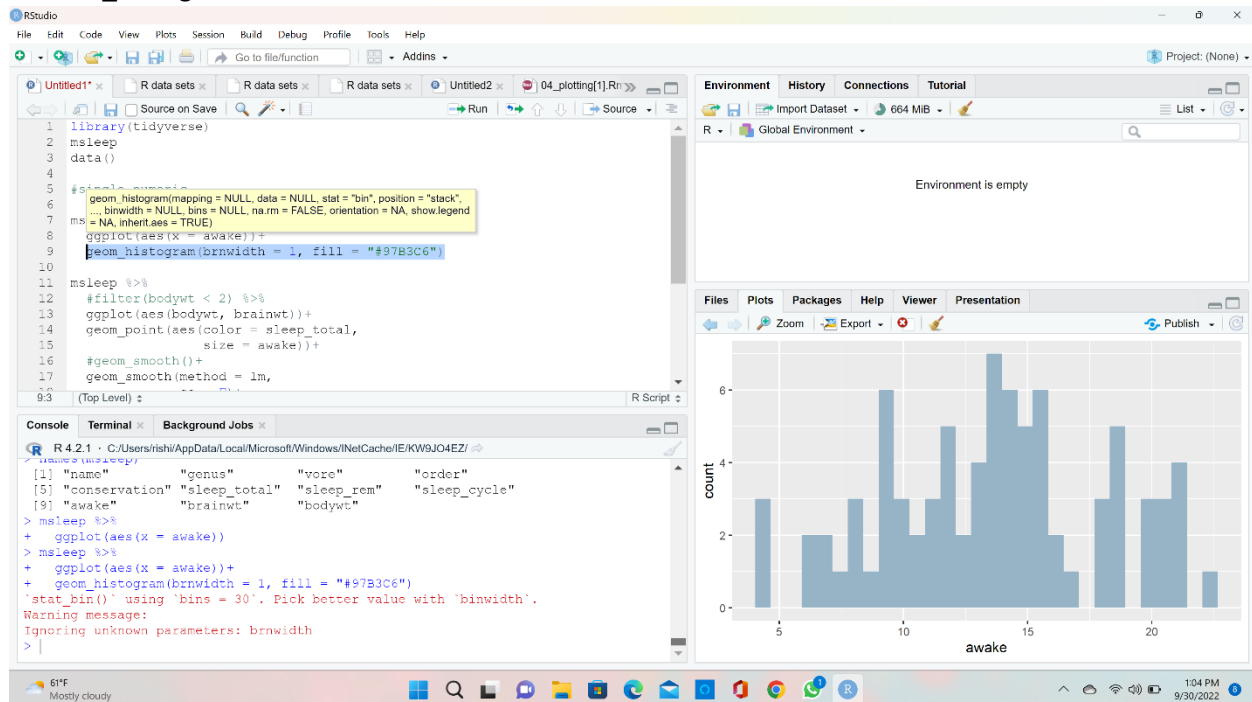 RStudio
File Edit Code View Plots Session Build Debug Profile Tools Help
Go to file/function Addins Project: (None)
Untitled1* R data sets R data sets R data sets Untitled2 04_plotting[1].Rn
Source on Save Run Source
1 library(tidyverse)
2 msleep
3 data()
4
5 #single numeric
geom_histogram(mapping = NULL, data = NULL, stat = "bin", position = "stack",
6 ..., binwidth = NULL, bins = NULL, na.rm = FALSE, orientation = NA, show.legend
7 ms = NA, inherit.aes = TRUE)
8 ggplot(aes(x = awake))+
9 geom_histogram(brnwidth = 1, fill = "#97B3C6")
10
11 msleep %>%
12 #filter(bodywt < 2) %>%
13 ggplot(aes(bodywt, brainwt))+
14 geom_point(aes(color = sleep_total,
15 size = awake))+
16 #geom_smooth()+
17 geom_smooth(method = lm,
9:3 (Top Level) R Script
Console Terminal Background Jobs
R 4.2.1 · C:/Users/rishi/AppData/Local/Microsoft/Windows/INetCache/IE/KW9JO4EZ/
> names(msleep)
[1] "name" "genus" "vore" "order"
[5] "conservation" "sleep_total" "sleep_rem" "sleep_cycle"
[9] "awake" "brainwt" "bodywt"
> msleep %>%
+ ggplot(aes(x = awake))
> msleep %>%
+ ggplot(aes(x = awake))+
+ geom_histogram(brnwidth = 1, fill = "#97B3C6")
`stat_bin()` using `bins = 30`. Pick better value with `binwidth`.
Warning message:
Ignoring unknown parameters: brnwidth
>
Environment History Connections Tutorial
Import Dataset 664 MiB List
R Global Environment
Environment is empty
Files Plots Packages Help Viewer Presentation
Zoom Export Publish
6
4
2
0
count
5 10 15 20
awake
61°F
Mostly cloudy
1
1:04 PM
9/30/2022
8